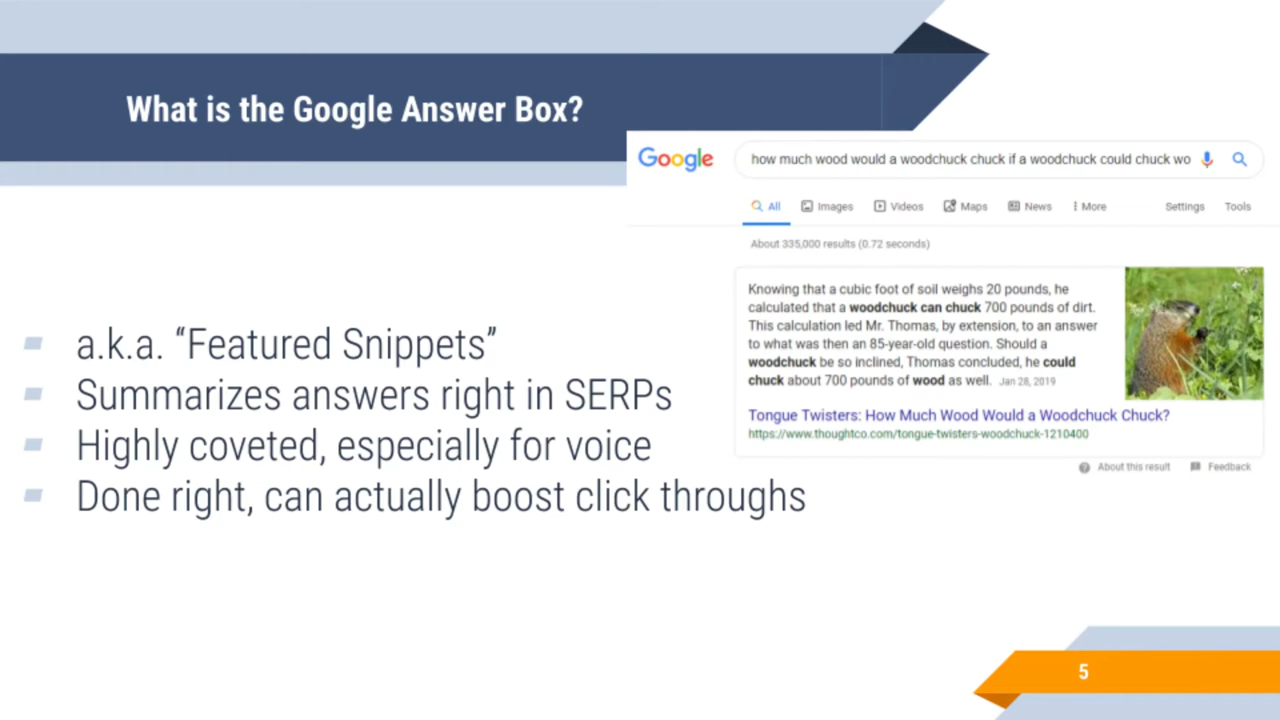 What is the Google Answer Box?
Google
how much wood would a woodchuck chuck if a woodchuck could chuck wo
All Images Videos Maps News More Settings Tools
About 335,000 results (0.72 seconds)
Knowing that a cubic foot of soil weighs 20 pounds, he
calculated that a woodchuck can chuck 700 pounds of dirt.
This calculation led Mr. Thomas, by extension, to an answer
to what was then an 85-year-old question. Should a
woodchuck be so inclined, Thomas concluded, he could
chuck about 700 pounds of wood as well. Jan 28, 2019
Tongue Twisters: How Much Wood Would a Woodchuck Chuck?
https://www.thoughtco.com/tongue-twisters-woodchuck-1210400
About this result Feedback
a.k.a. “Featured Snippets”
Summarizes answers right in SERPs
Highly coveted, especially for voice
Done right, can actually boost click throughs
5